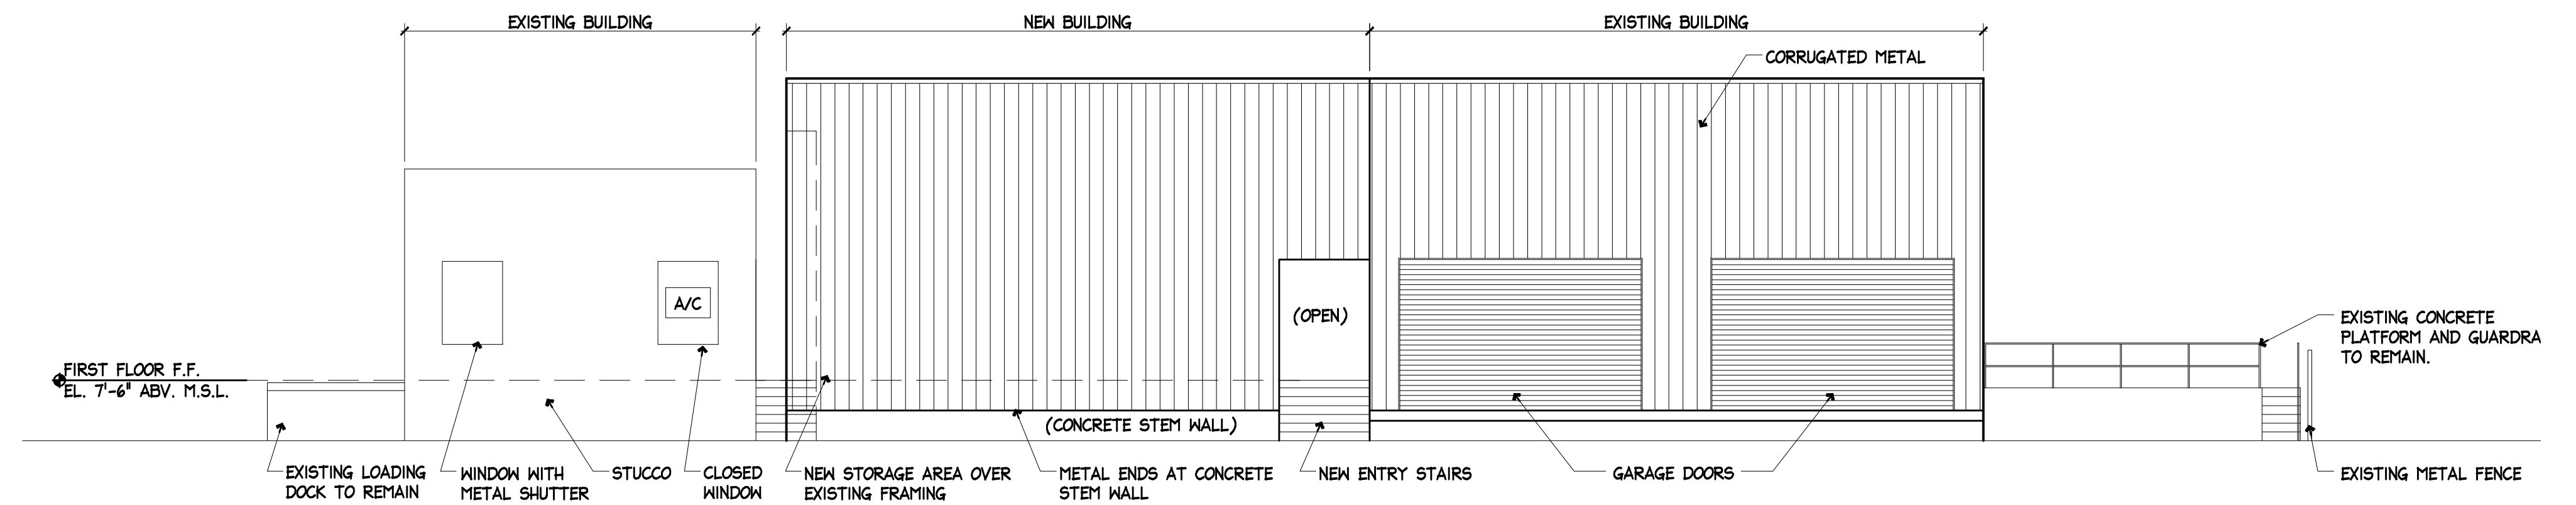 EXISTING BUILDING
NEW BUILDING
EXISTING BUILDING
CORRUGATED METAL
A/C
(OPEN)
FIRST FLOOR F.F.
EL. 7'-6" ABV. M.S.L.
EXISTING CONCRETE
PLATFORM AND GUARDRA
TO REMAIN.
(CONCRETE STEM WALL)
EXISTING LOADING
DOCK TO REMAIN
WINDOW WITH
METAL SHUTTER
STUCCO
CLOSED
WINDOW
NEW STORAGE AREA OVER
EXISTING FRAMING
METAL ENDS AT CONCRETE
STEM WALL
NEW ENTRY STAIRS
GARAGE DOORS
EXISTING METAL FENCE